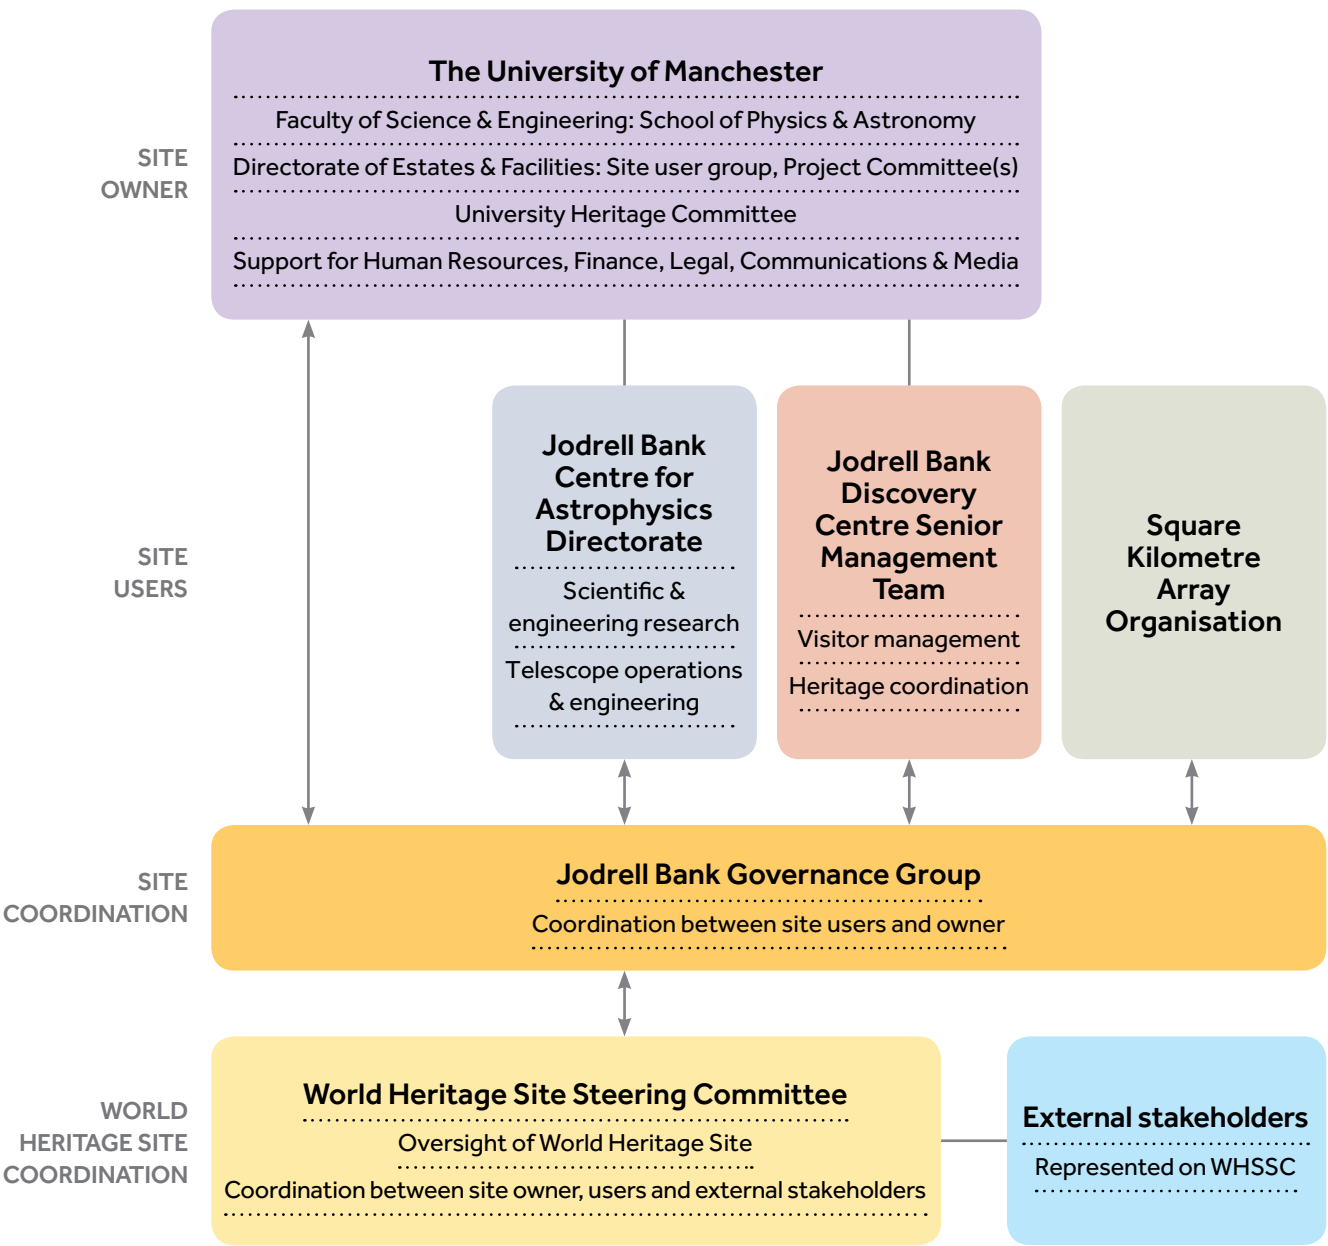 The University of Manchester
Faculty of Science & Engineering: School of Physics & Astronomy
Directorate of Estates & Facilities: Site user group, Project Committee(s)
University Heritage Committee
Support for Human Resources, Finance, Legal, Communications & Media
SITE
OWNER
SITE
USERS
Jodrell Bank
Centre for
Astrophysics
Directorate
Scientific &
engineering research
Telescope operations
& engineering
Jodrell Bank
Discovery
Centre Senior
Management
Team
Visitor management
Heritage coordination
Square
Kilometre
Array
Organisation
SITE
COORDINATION
Jodrell Bank Governance Group
Coordination between site users and owner
WORLD
HERITAGE SITE
COORDINATION
World Heritage Site Steering Committee
Oversight of World Heritage Site
Coordination between site owner, users and external stakeholders
External stakeholders
Represented on WHSSC